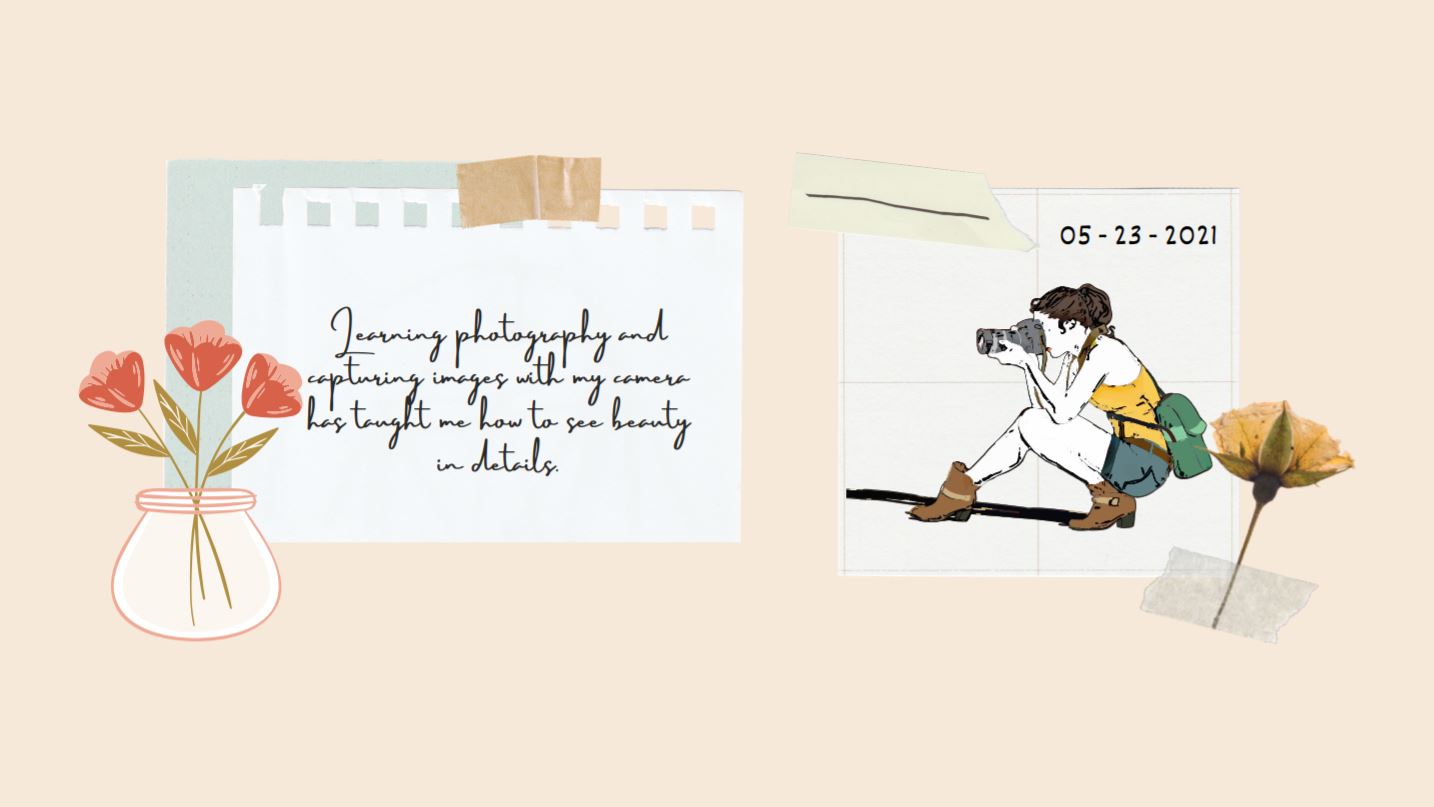 Learning photography and
capturing images with my camera
has taught me how to see beauty
in details.
05 - 23 - 2021